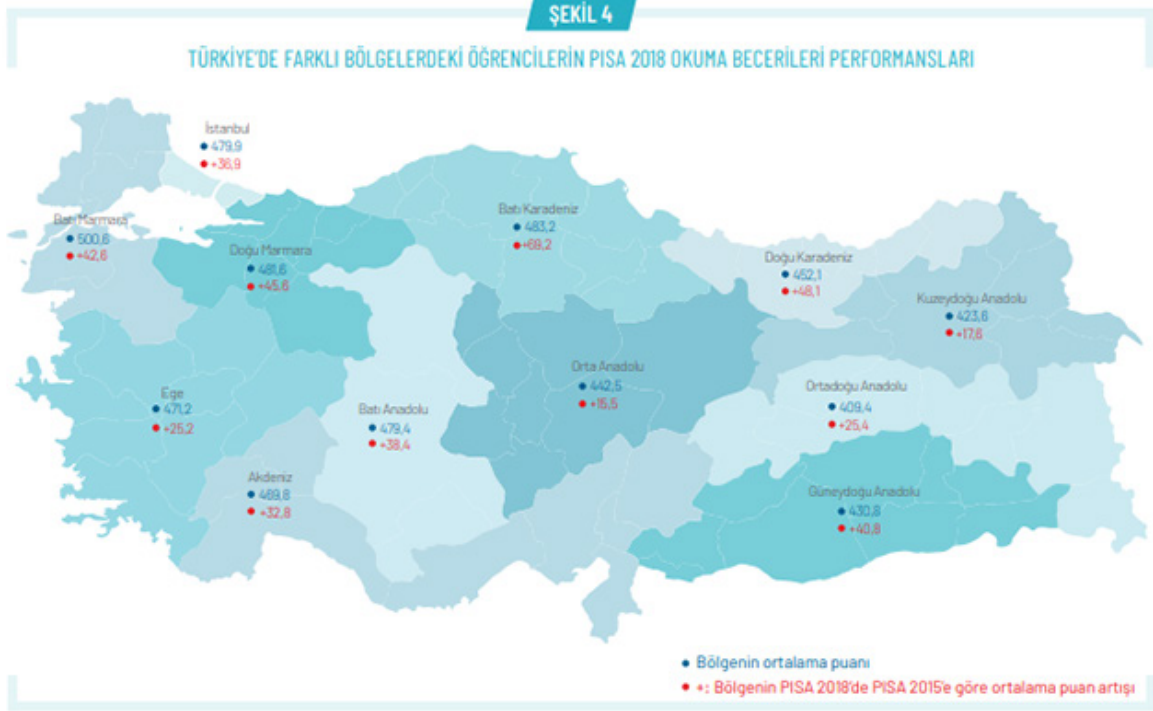 ŞEKİL 4
TÜRKİYE'DE FARKLI BÖLGELERDEKİ ÖĞRENCİLERİN PISA 2018 OKUMA BECERİLERİ PERFORMANSLARI
İstanbul
479,9
+36,9
Batı Marmara
500,6
+42,6
Doğu Marmara
481,6
+45,6
Batı Karadeniz
483,2
+69,2
Doğu Karadeniz
452,1
+48,1
Kuzeydoğu Anadolu
423,6
+17,6
Ege
471,2
+25,2
Batı Anadolu
479,4
+38,4
Orta Anadolu
442,5
+15,5
Ortadoğu Anadolu
409,4
+25,4
Akdeniz
469,8
+32,8
Güneydoğu Anadolu
430,8
+40,8
Bölgenin ortalama puanı
+: Bölgenin PISA 2018'de PISA 2015'e göre ortalama puan artışı